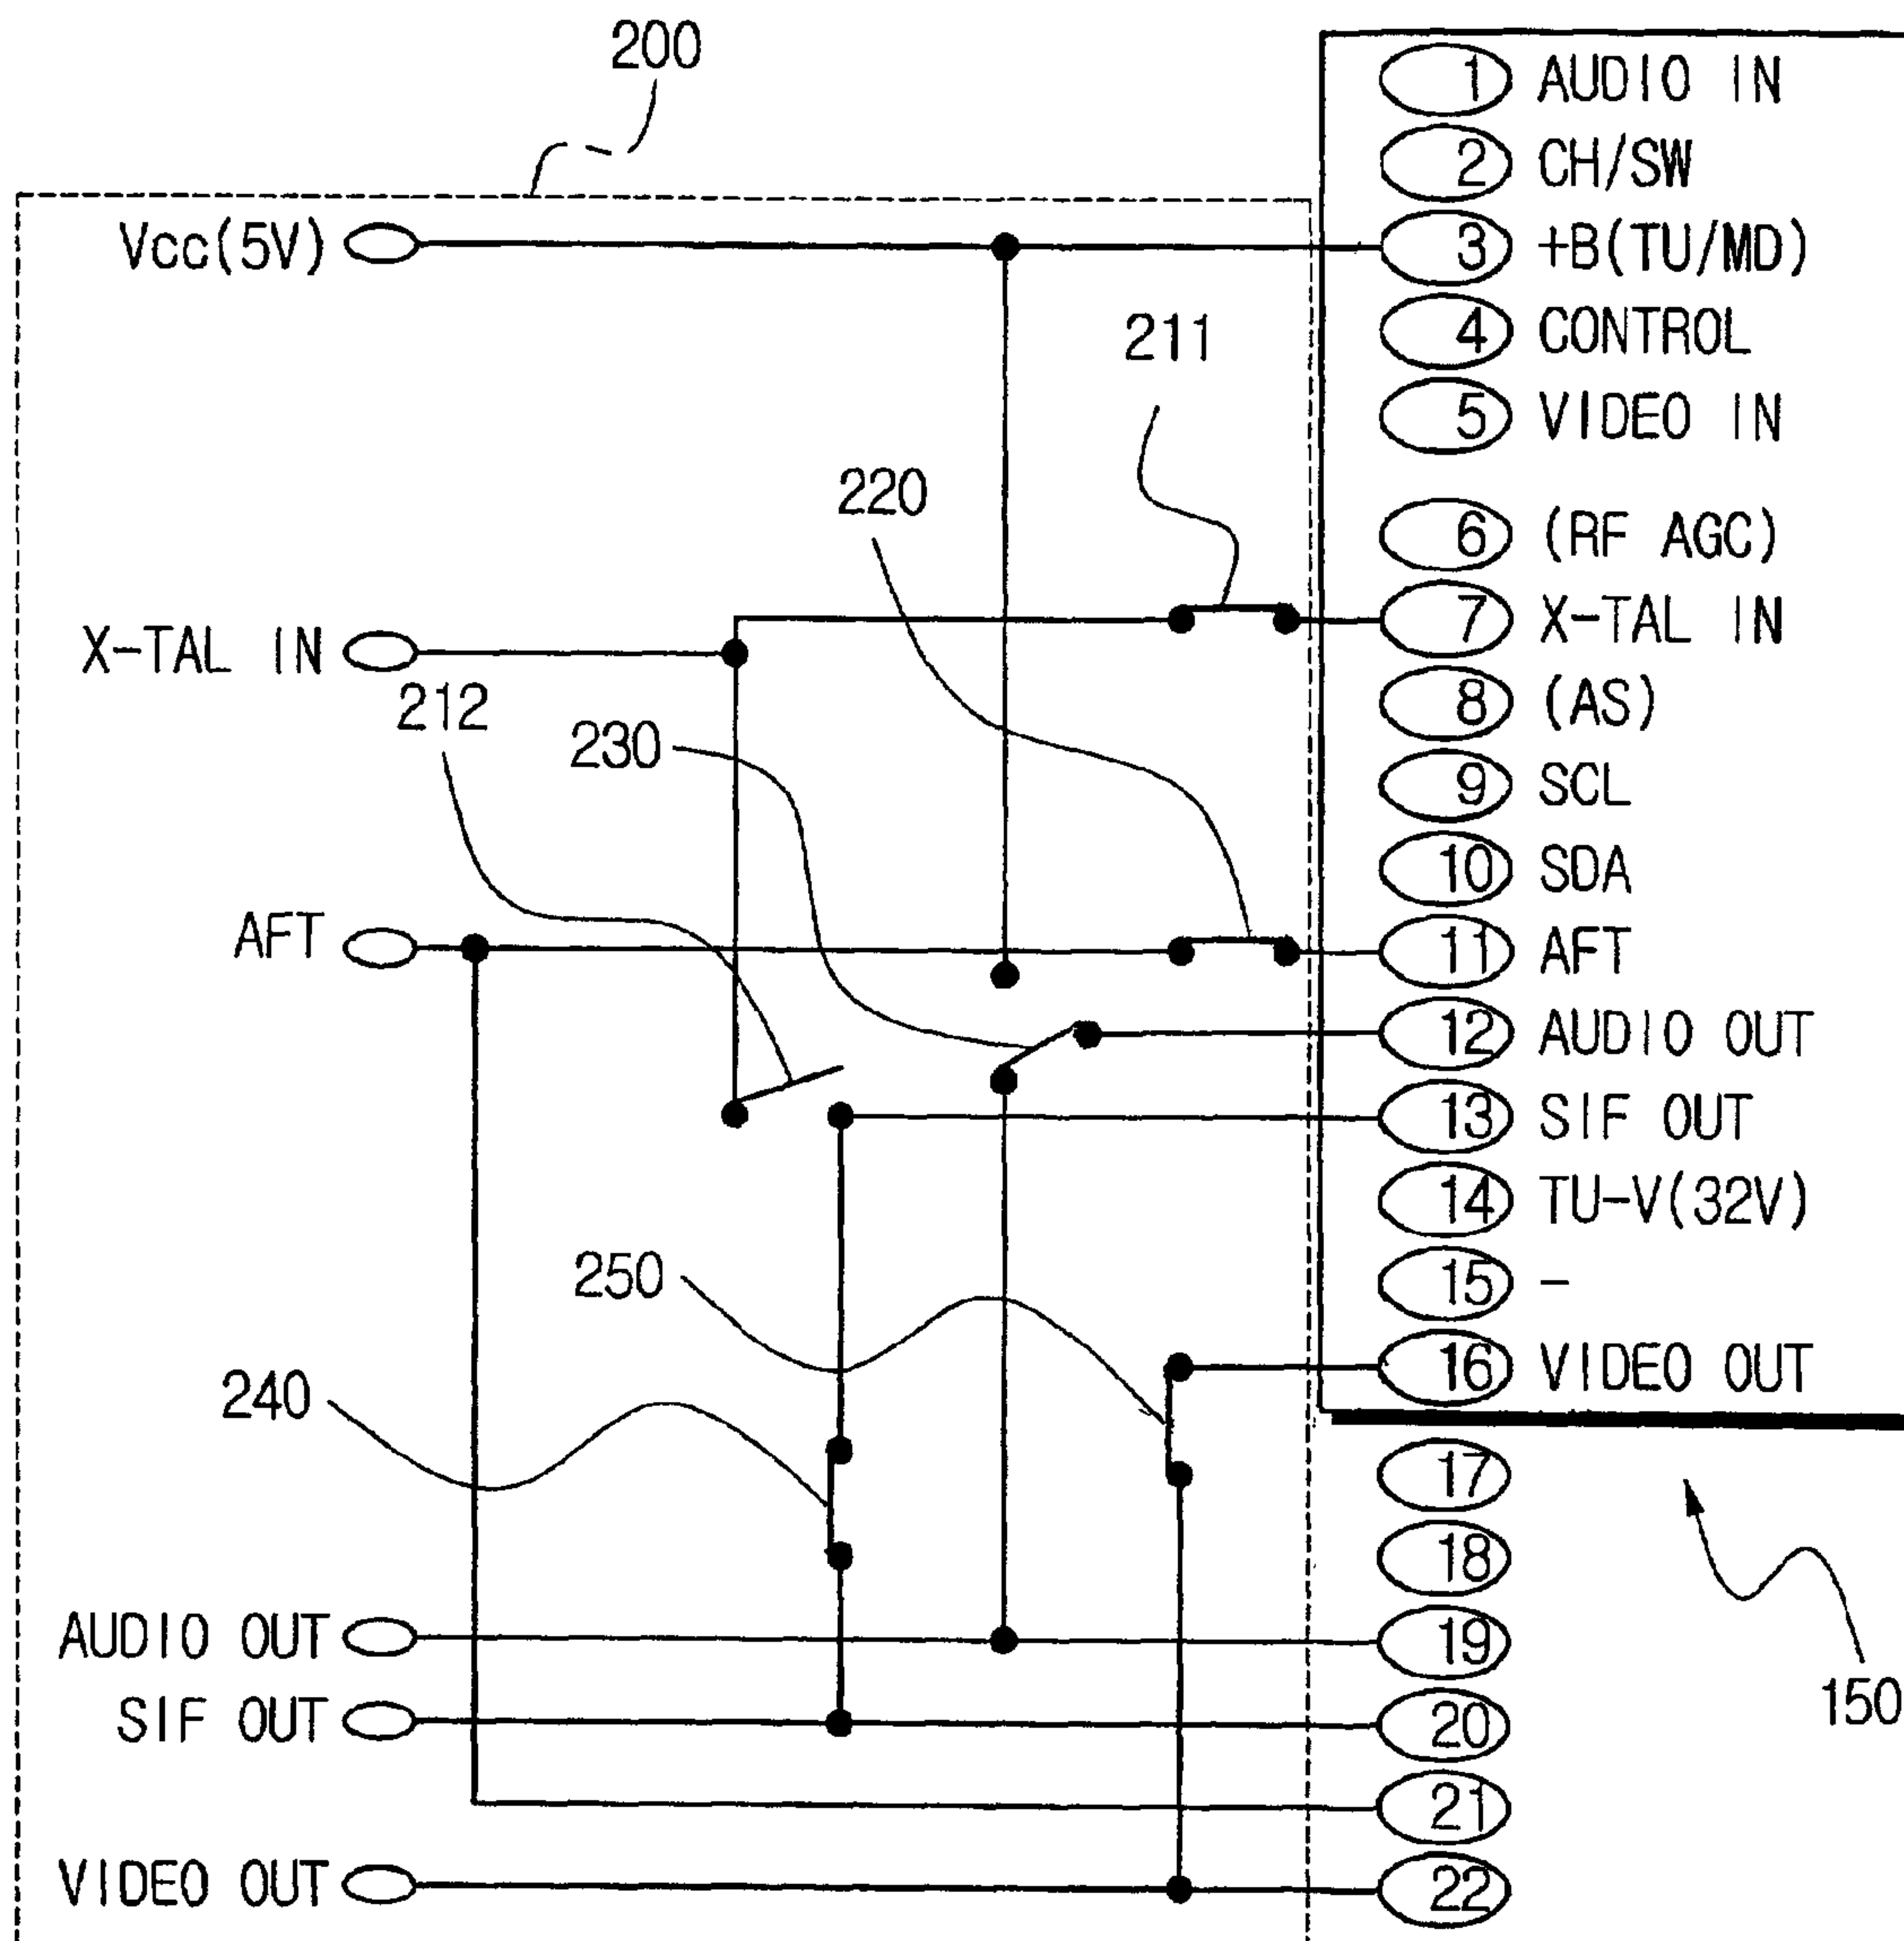 200
1 AUDIO IN
2 CH/SW
Vcc(5V)
3 +B(TU/MD)
211
4 CONTROL
5 VIDEO IN
220
6 (RF AGC)
X-TAL IN
7 X-TAL IN
212
8 (AS)
230
9 SCL
10 SDA
AFT
11 AFT
12 AUDIO OUT
13 SIF OUT
14 TU-V(32V)
250
15 -
240
16 VIDEO OUT
17
18
AUDIO OUT
19
150
SIF OUT
20
21
VIDEO OUT
22